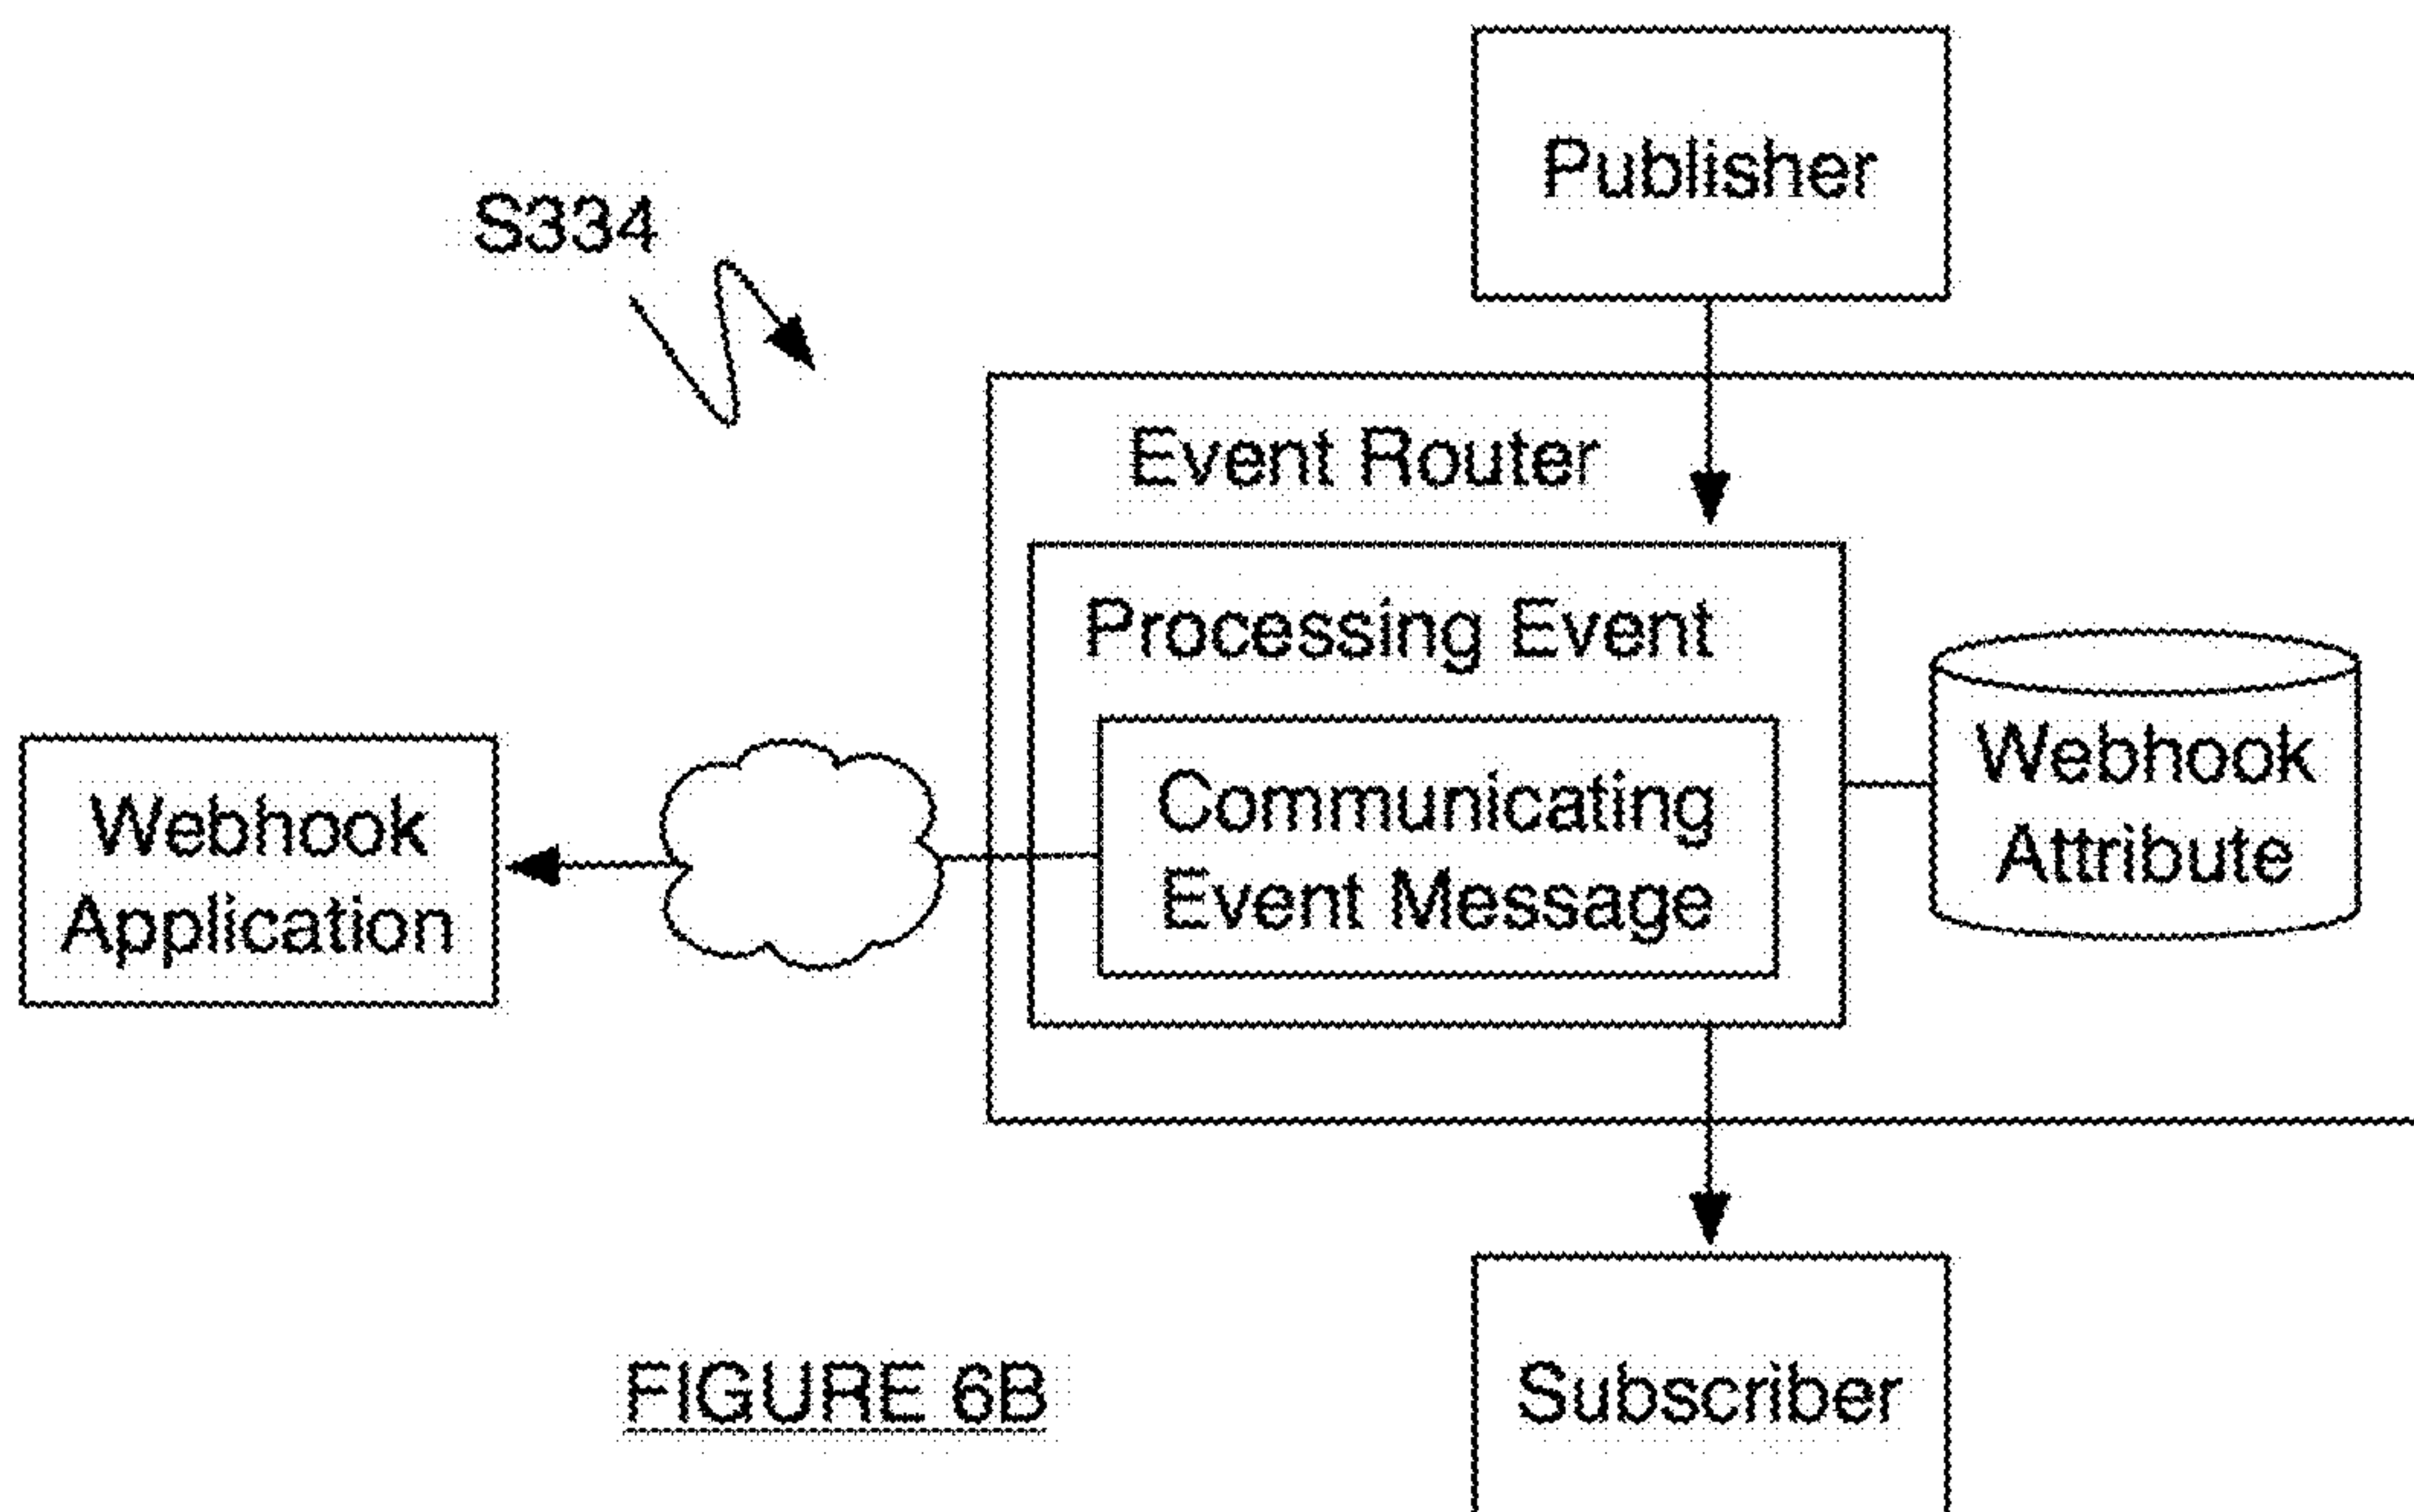 Publisher
S334
Event Router
Processing Event
Communicating
Event Message
Webhook
Attribute
Webhook
Application
Subscriber
FIGURE 6B